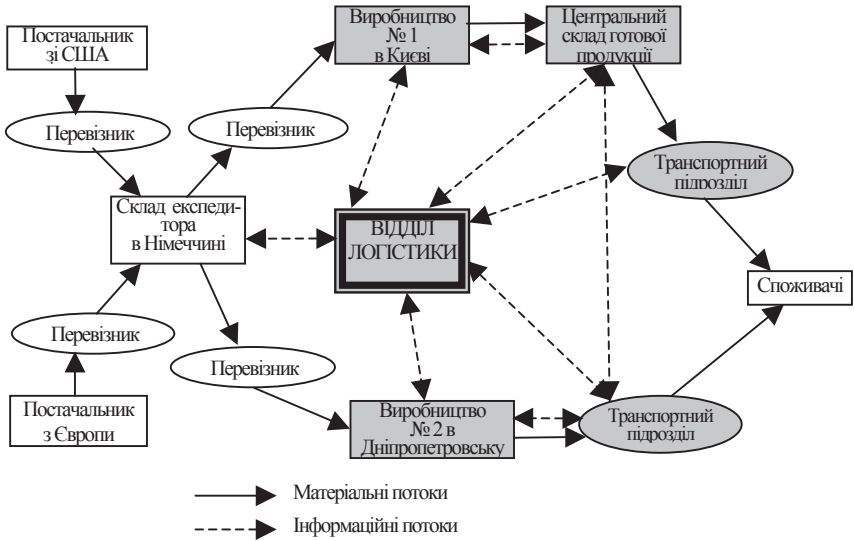 Постачальник
зі США
Виробництво
№ 1
в Києві
Центральний
склад готової
продукції
Перевізник
Перевізник
Транспортний
підрозділ
Склад експеди-
тора
в Німеччині
ВІДДІЛ
ЛОГІСТИКИ
Споживачі
Перевізник
Перевізник
Постачальник
з Європи
Виробництво
№ 2 в
Дніпропетровську
Транспортний
підрозділ
Матеріальні потоки
Інформаційні потоки